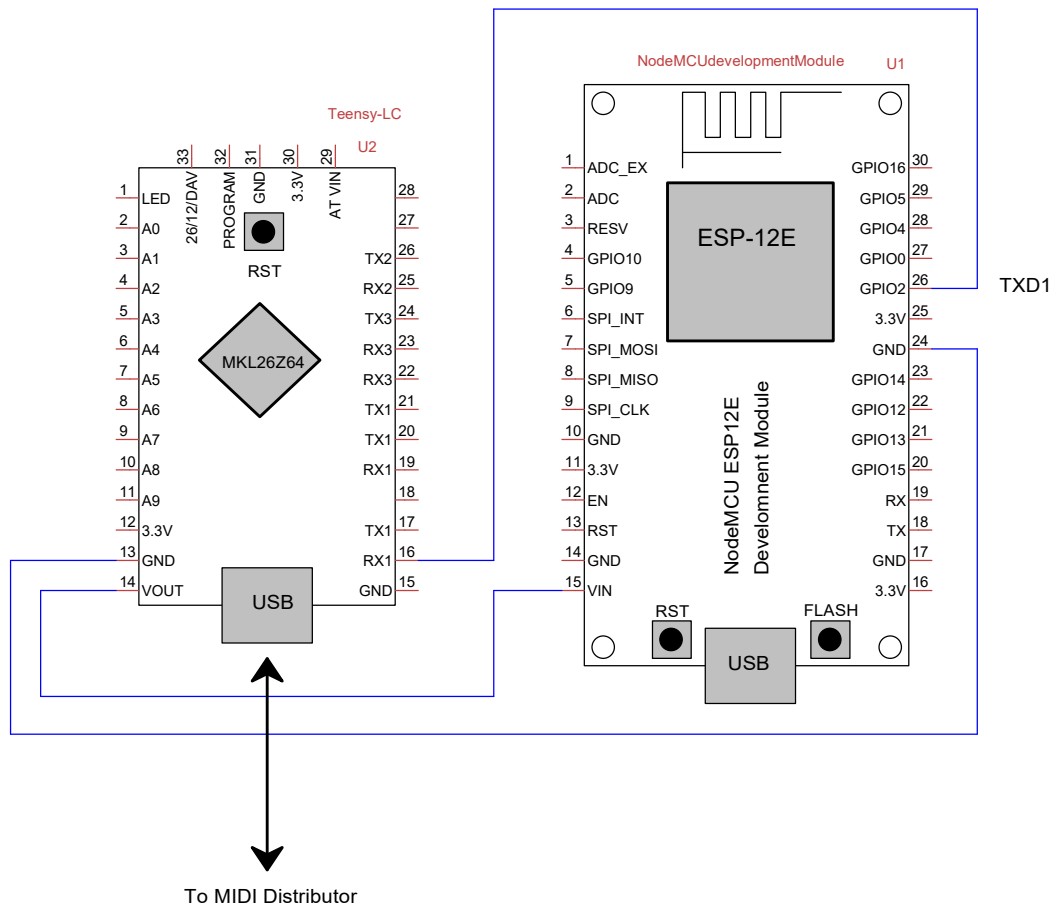 NodeMCUdevelopmentModule
U1
Teensy-LC
U2
33
32
31
30
29
26/12/DAV
PROGRAM
GND
3.3V
AT VIN
1 LED
2 A0
3 A1
4 A2
5 A3
6 A4
7 A5
8 A6
9 A7
10 A8
11 A9
12 3.3V
13 GND
14 VOUT
28
27
TX2 26
RX2 25
TX3 24
RX3 23
RX3 22
TX1 21
TX1 20
RX1 19
18
TX1 17
RX1 16
GND 15
RST
MKL26Z64
USB
To MIDI Distributor
1 ADC_EX
2 ADC
3 RESV
4 GPIO10
5 GPIO9
6 SPI_INT
7 SPI_MOSI
8 SPI_MISO
9 SPI_CLK
10 GND
11 3.3V
12 EN
13 RST
14 GND
15 VIN
ESP-12E
NodeMCU ESP12E
Develomnent Module
GPIO16 30
GPIO5 29
GPIO4 28
GPIO0 27
GPIO2 26
3.3V 25
GND 24
GPIO14 23
GPIO12 22
GPIO13 21
GPIO15 20
RX 19
TX 18
GND 17
3.3V 16
TXD1
RST
FLASH
USB